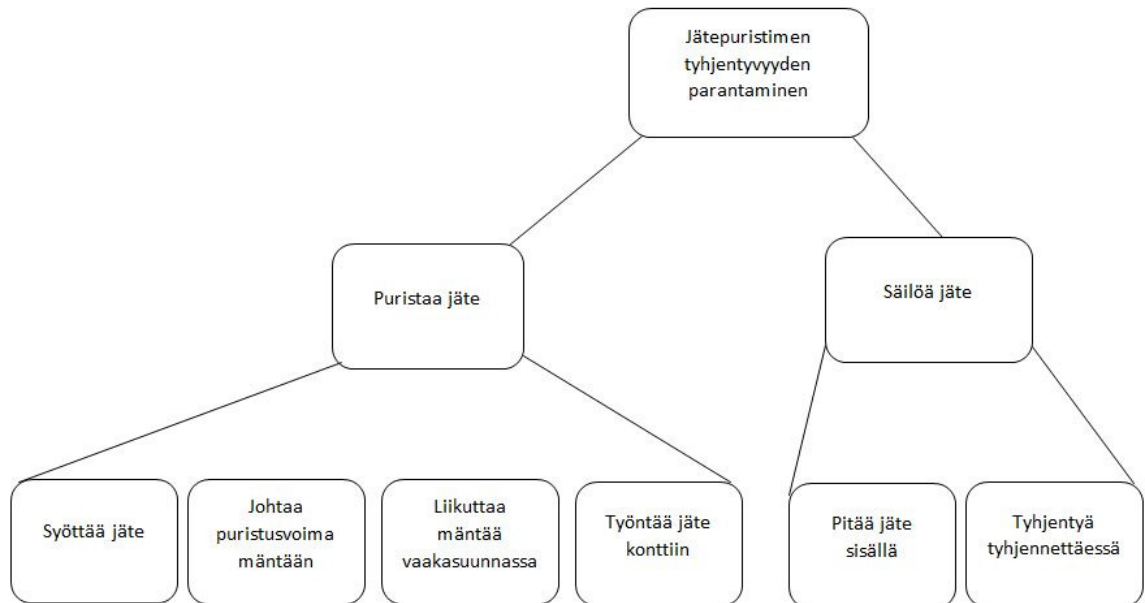 Jätepuristimen
tyhjentyvyyden
parantaminen
Puristaa jäte
Säilöä jäte
Syöttää jäte
Johtaa
puristusvoima
mäntään
Liikuttaa
mäntää
vaakasuunnassa
Työntää jäte
konttiin
Pitää jäte
sisällä
Tyhjentyä
tyhjennettäessä